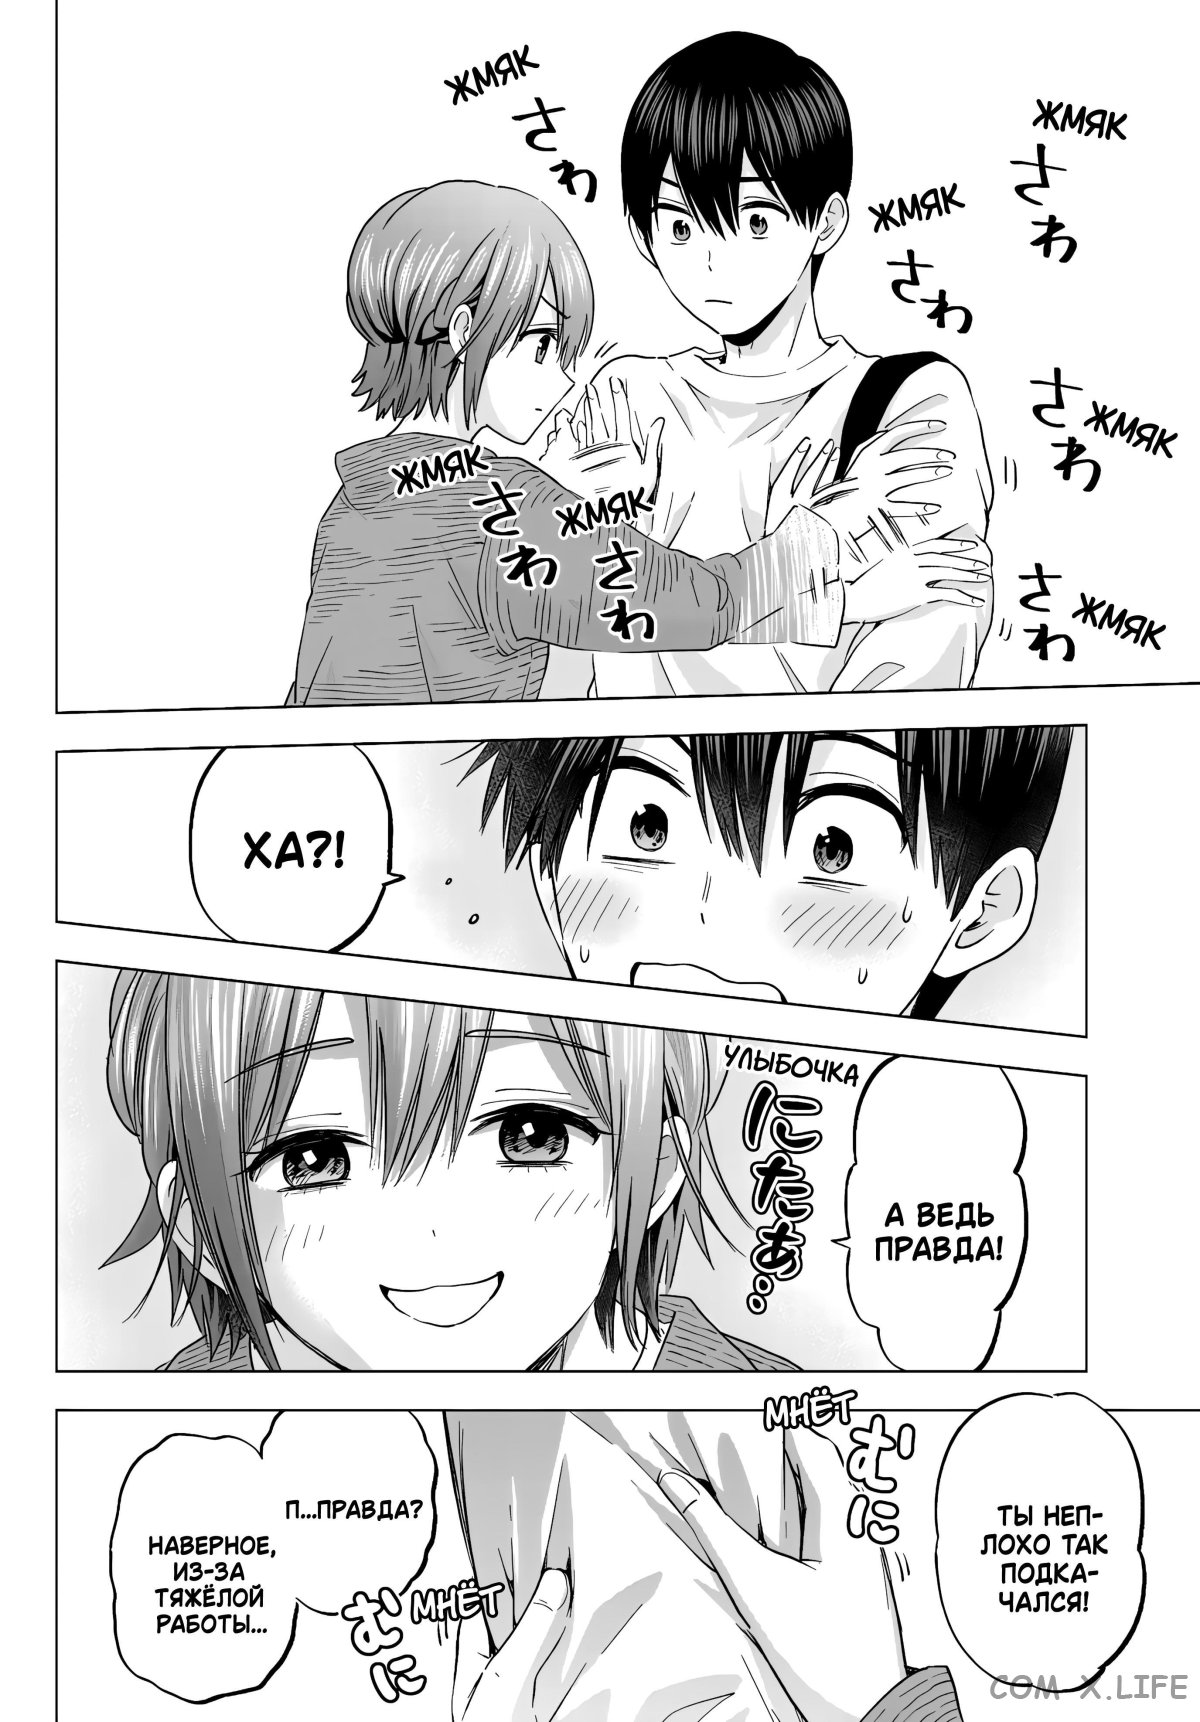 ЖМЯК
さわ
ЖМЯК
さわ
ЖМЯК
さわ
さわ
ЖМЯК
ЖМЯК
さわ
ЖМЯК
さわ
さわ
ЖМЯК
ХА?!
УЛЫБОЧКА
にたぁ..
А ВЕДЬ
ПРАВДА!
МНЁТ
むに
ТЫ НЕП-
ЛОХО ТАК
ПОДКА-
ЧАЛСЯ!
П...ПРАВДА?
НАВЕРНОЕ,
ИЗ-ЗА
ТЯЖЁЛОЙ
РАБОТЫ...
МНЁТ
むに
COM X.LIFE